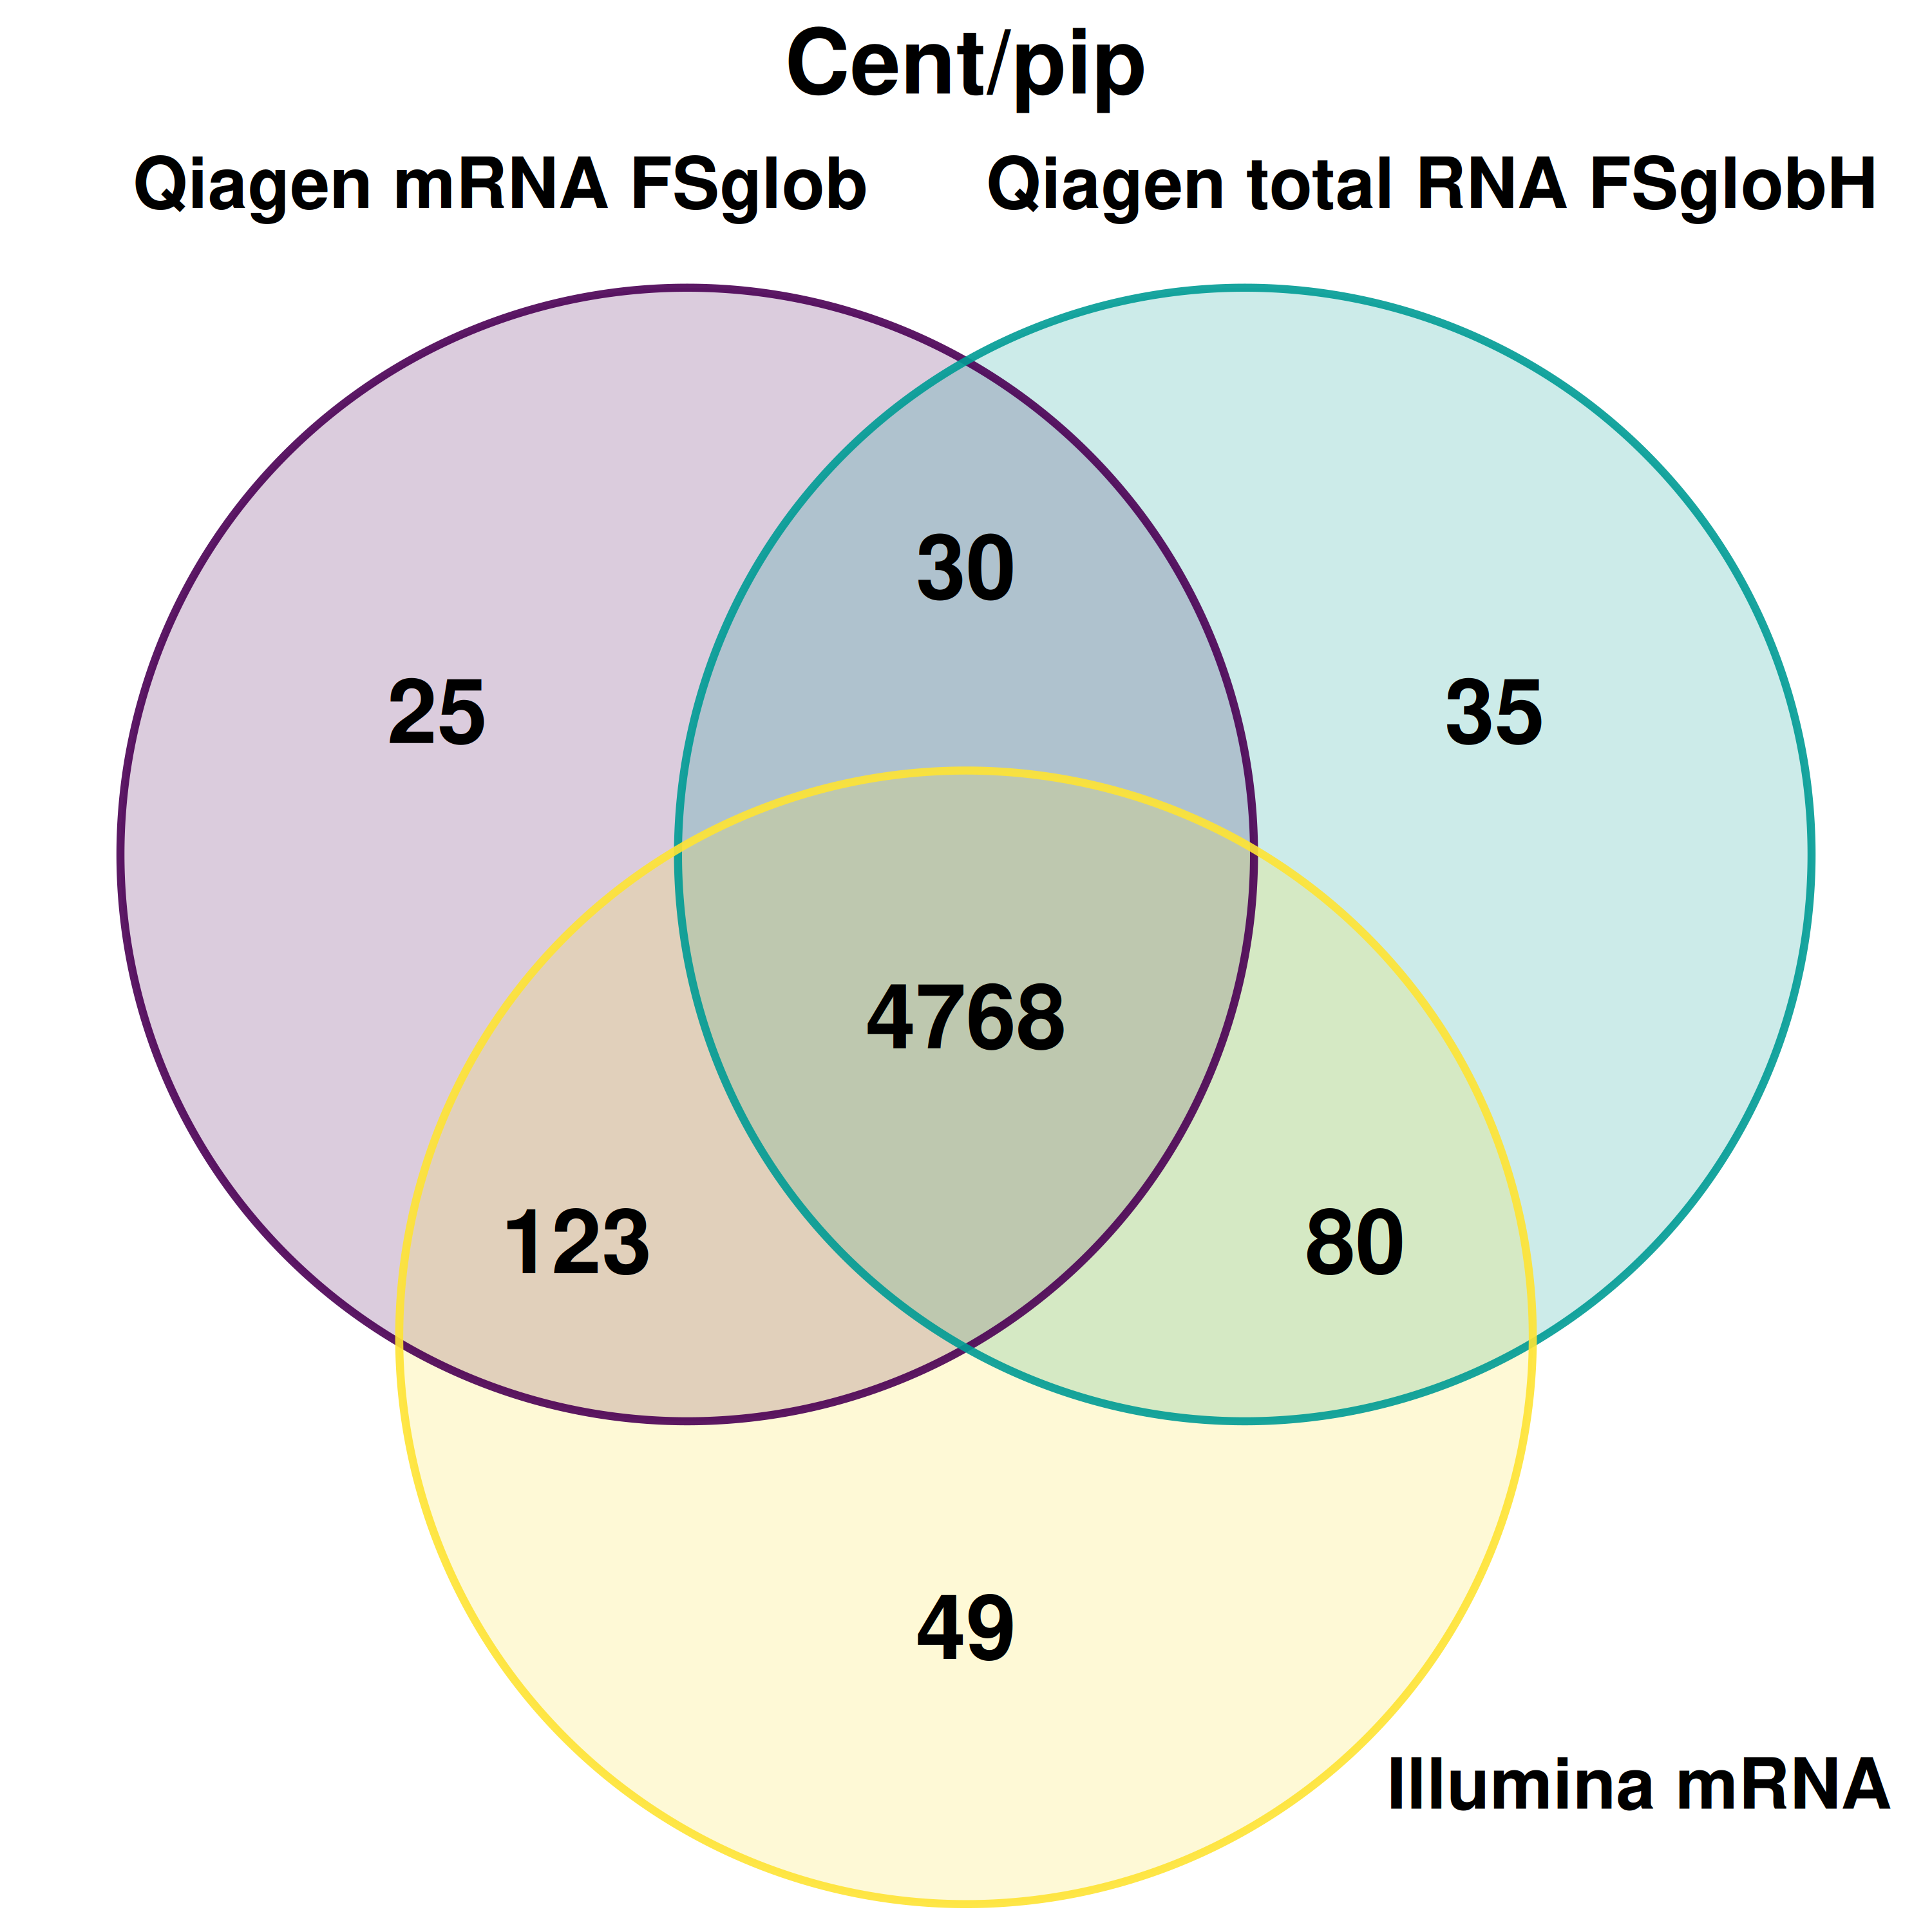 Cent/pip
Qiagen mRNA FSglob
Qiagen total RNA FSglobH
30
25
35
4768
123
80
49
Illumina mRNA